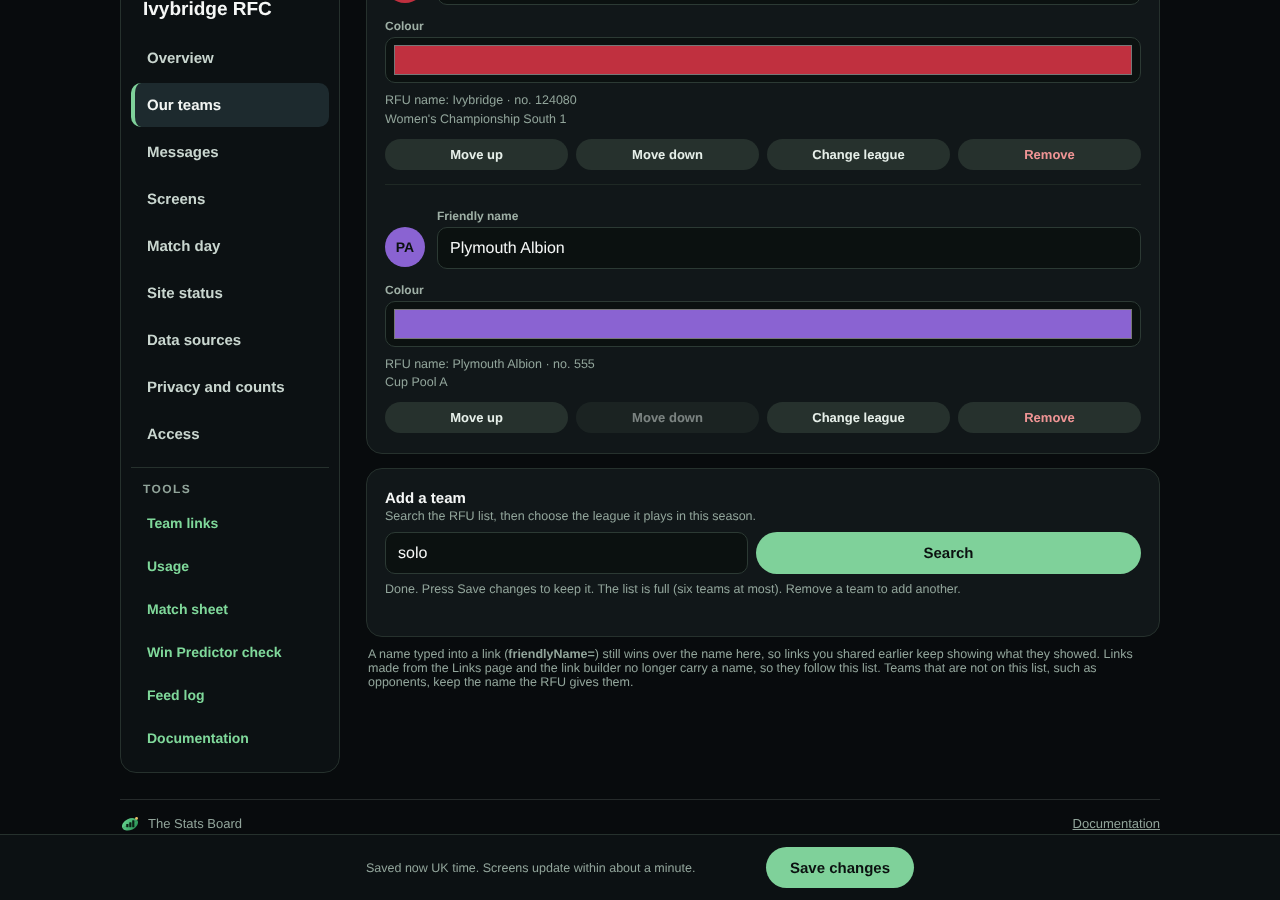 Ivybridge RFC
Overview
Our teams
Messages
Screens
Match day
Site status
Data sources
Privacy and counts
Access
TOOLS
Team links
Usage
Match sheet
Win Predictor check
Feed log
Documentation
Colour
RFU name: Ivybridge · no. 124080
Women's Championship South 1
Move up
Move down
Change league
Remove
Friendly name
PA
Plymouth Albion
Colour
RFU name: Plymouth Albion · no. 555
Cup Pool A
Move up
Move down
Change league
Remove
Add a team
Search the RFU list, then choose the league it plays in this season.
solo
Search
Done. Press Save changes to keep it. The list is full (six teams at most). Remove a team to add another.
A name typed into a link (friendlyName=) still wins over the name here, so links you shared earlier keep showing what they showed. Links
made from the Links page and the link builder no longer carry a name, so they follow this list. Teams that are not on this list, such as
opponents, keep the name the RFU gives them.
The Stats Board
Documentation
Saved now UK time. Screens update within about a minute.
Save changes